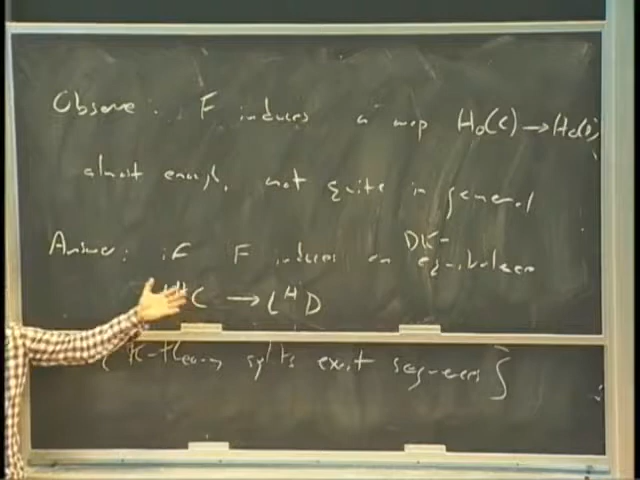 Observe : F induces a map Ho(C) → Ho(D)
almost enough, not quite in general
Answer : if F induces an DK-equivalence
C → L^H D
K-theory splits exact sequences }